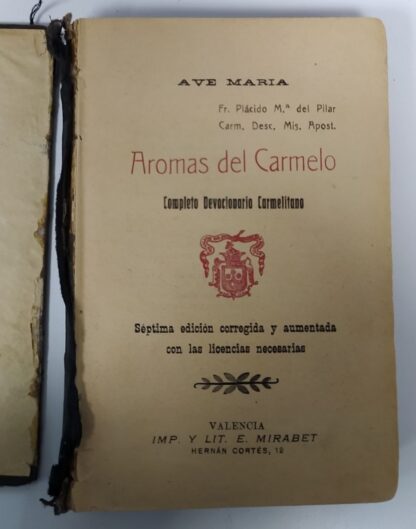 AVE MARIA
Fr. Plácido M.ª del Pilar
Carm. Desc. Mis. Apost.
Aromas del Carmelo
Completo Devocionario Carmelitano
Séptima edición corregida y aumentada
con las licencias necesarias
VALENCIA
IMP. Y LIT. E. MIRABET
HERNÁN CORTÉS, 12